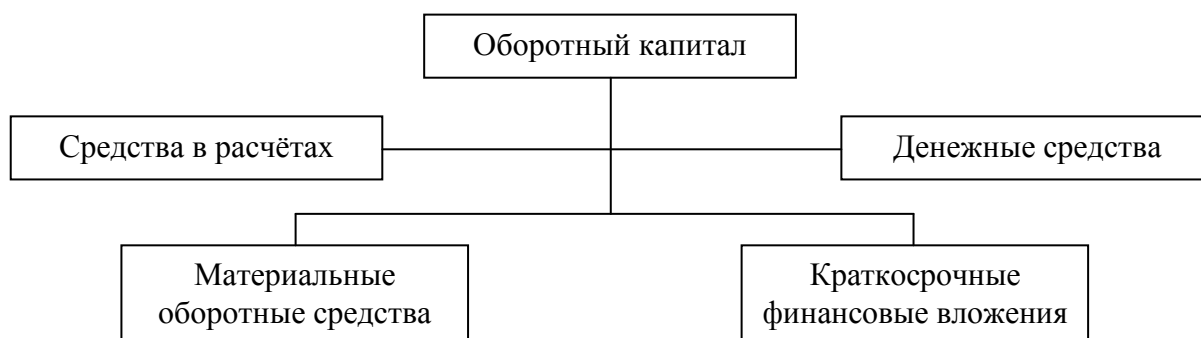 Оборотный капитал
Средства в расчётах
Денежные средства
Материальные
оборотные средства
Краткосрочные
финансовые вложения